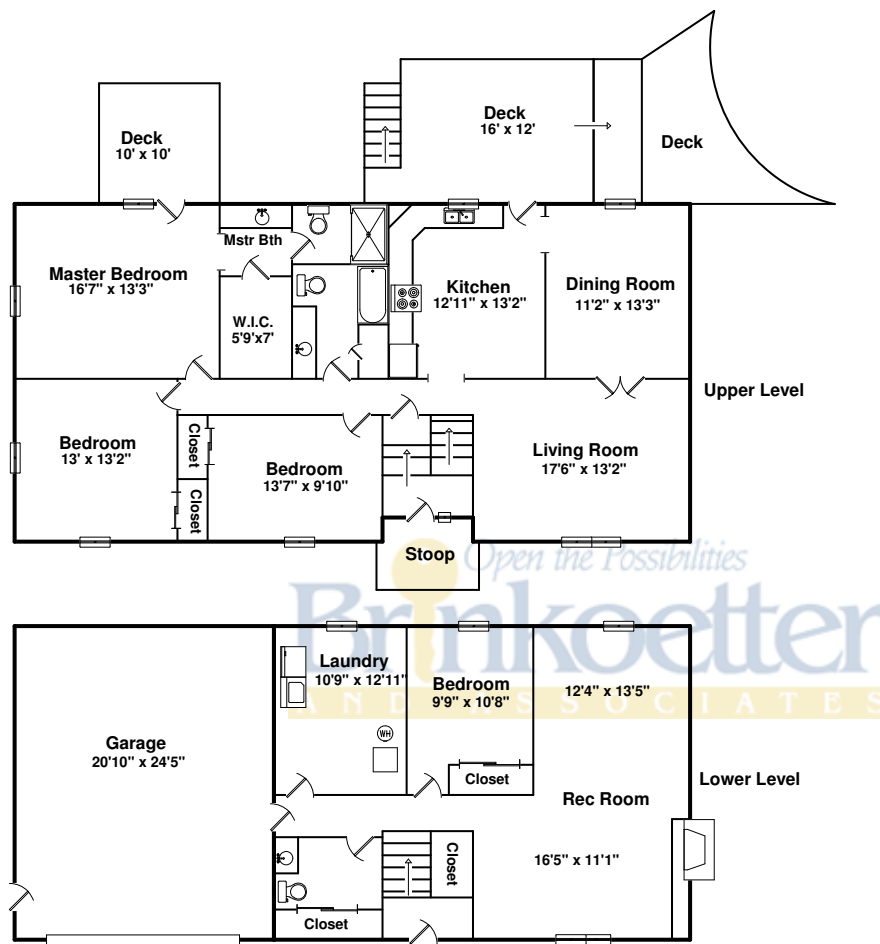 Deck
10' x 10'
Deck
16' x 12'
Deck
Mstr Bth
Master Bedroom
16'7" x 13'3"
W.I.C.
5'9'x7'
Kitchen
12'11" x 13'2"
Dining Room
11'2" x 13'3"
Upper Level
Bedroom
13' x 13'2"
Closet
Closet
Bedroom
13'7" x 9'10"
Living Room
17'6" x 13'2"
Stoop
Open the Possibilities
Brinkoetter
AND ASSOCIATES
Laundry
10'9" x 12'11"
Bedroom
9'9" x 10'8"
12'4" x 13'5"
WH
Garage
20'10" x 24'5"
Closet
Rec Room
Lower Level
16'5" x 11'1"
Closet
Closet